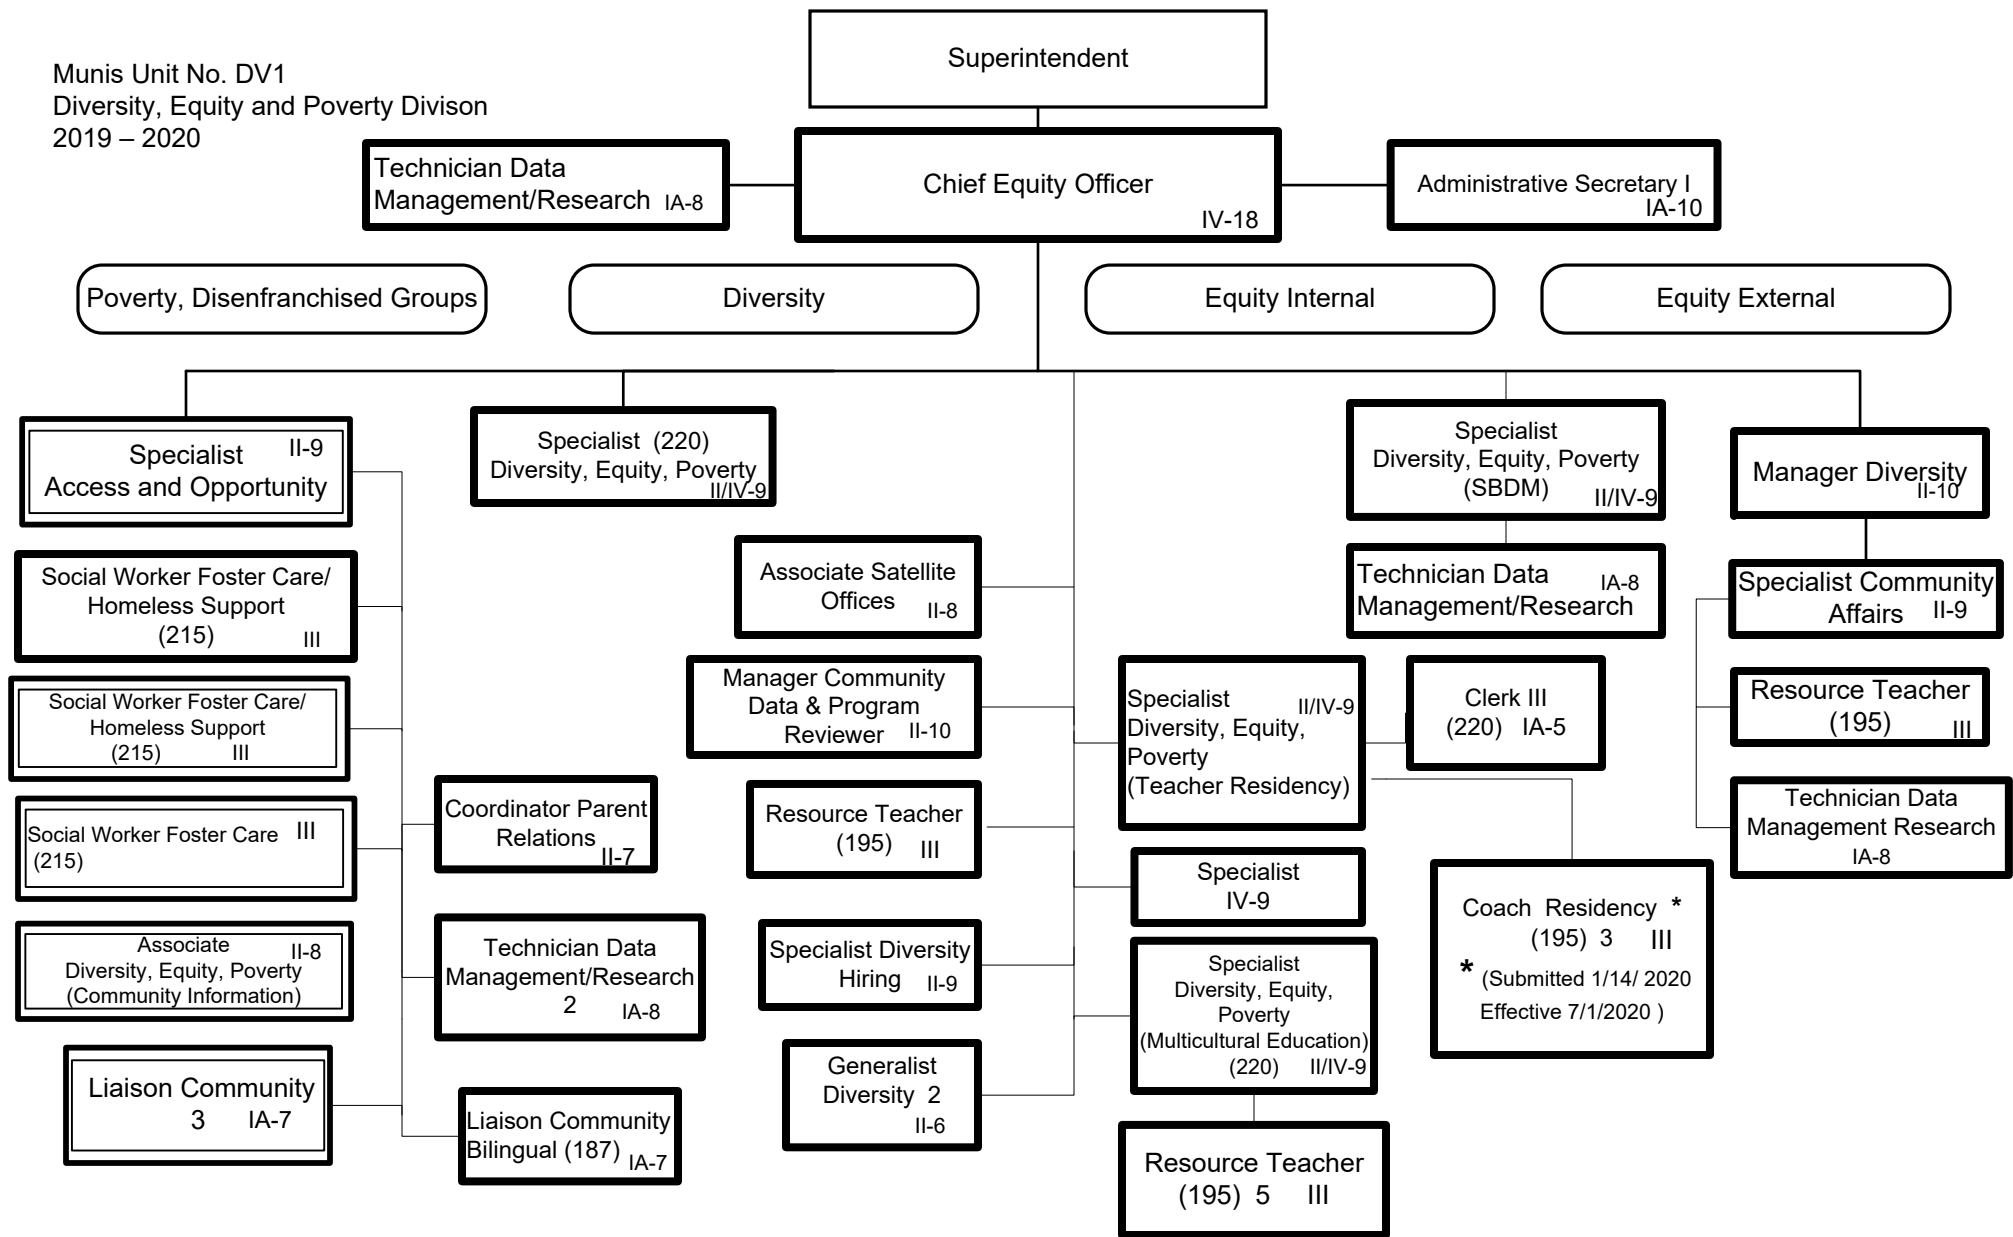 Superintendent
Munis Unit No. DV1
Diversity, Equity and Poverty Divison
2019 – 2020
Technician Data
Management/Research IA-8
Chief Equity Officer
IV-18
Administrative Secretary I
IA-10
Poverty, Disenfranchised Groups
Diversity
Equity Internal
Equity External
Specialist II-9
Access and Opportunity
Social Worker Foster Care/
Homeless Support
(215) III
Social Worker Foster Care/
Homeless Support
(215) III
Social Worker Foster Care III
(215)
Associate II-8
Diversity, Equity, Poverty
(Community Information)
Liaison Community
3 IA-7
Coordinator Parent
Relations
II-7
Technician Data
Management/Research
2 IA-8
Liaison Community
Bilingual (187) IA-7
Specialist (220)
Diversity, Equity, Poverty
II/IV-9
Associate Satellite
Offices
II-8
Manager Community
Data & Program
Reviewer II-10
Resource Teacher
(195) III
Specialist Diversity
Hiring II-9
Generalist
Diversity 2
II-6
Specialist II/IV-9
Diversity, Equity,
Poverty
(Teacher Residency)
Clerk III
(220) IA-5
Specialist
IV-9
Specialist
Diversity, Equity,
Poverty
(Multicultural Education)
(220) II/IV-9
Resource Teacher
(195) 5 III
Coach Residency *
(195) 3 III
* (Submitted 1/14/ 2020
Effective 7/1/2020 )
Specialist
Diversity, Equity, Poverty
(SBDM) II/IV-9
Technician Data IA-8
Management/Research
Manager Diversity
II-10
Specialist Community
Affairs II-9
Resource Teacher
(195) III
Technician Data
Management Research
IA-8